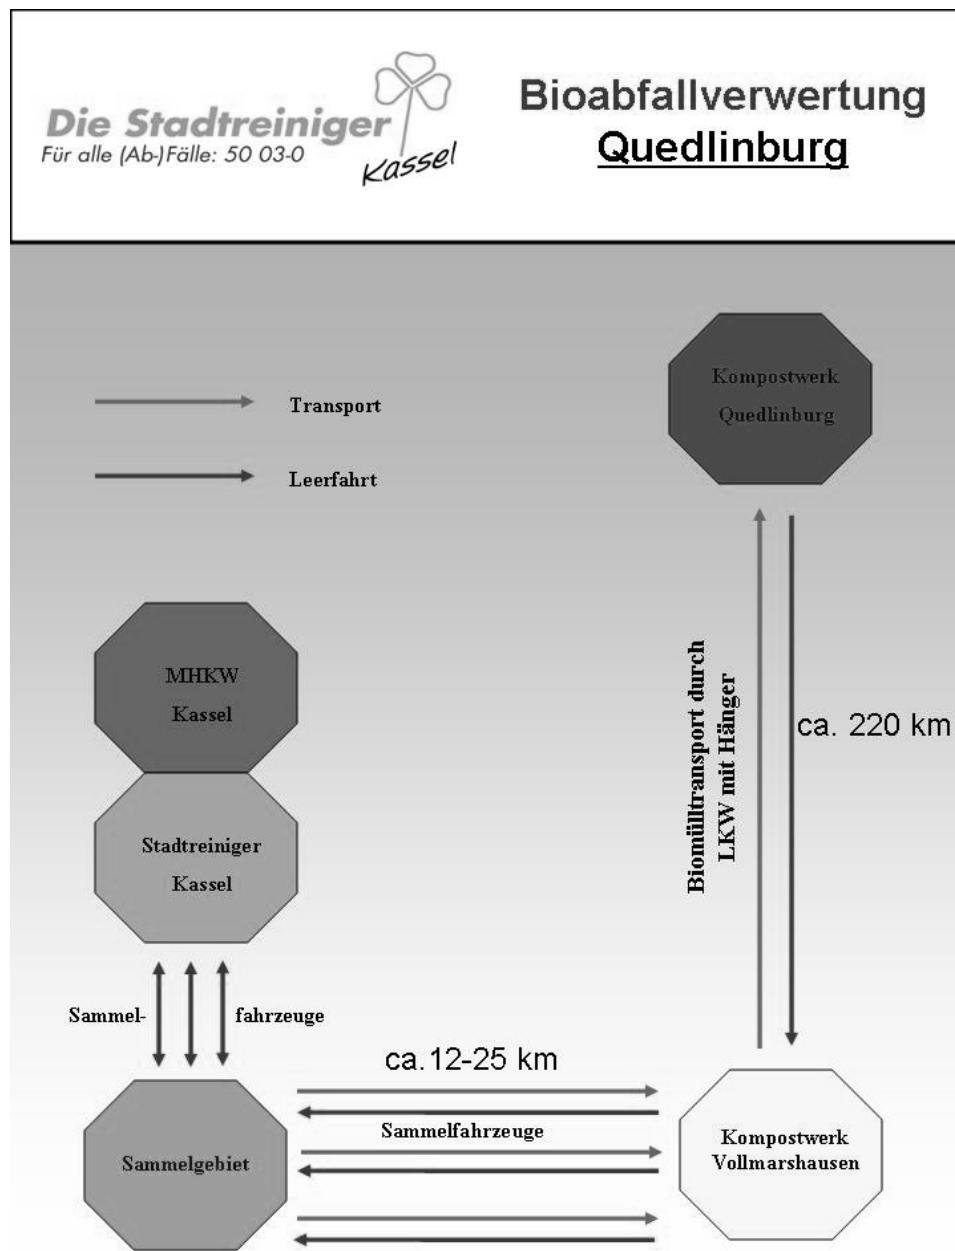 Die Stadtreiniger
Für alle (Ab-)Fälle: 50 03-0
Kassel
Bioabfallverwertung
Quedlinburg
Transport
Leerfahrt
Kompostwerk
Quedlinburg
MHKW
Kassel
Stadtreiniger
Kassel
Biomülltransport durch
LKW mit Hänger
ca. 220 km
Sammel- fahrzeuge
ca.12-25 km
Sammelfahrzeuge
Sammelgebiet
Kompostwerk
Vollmarshausen